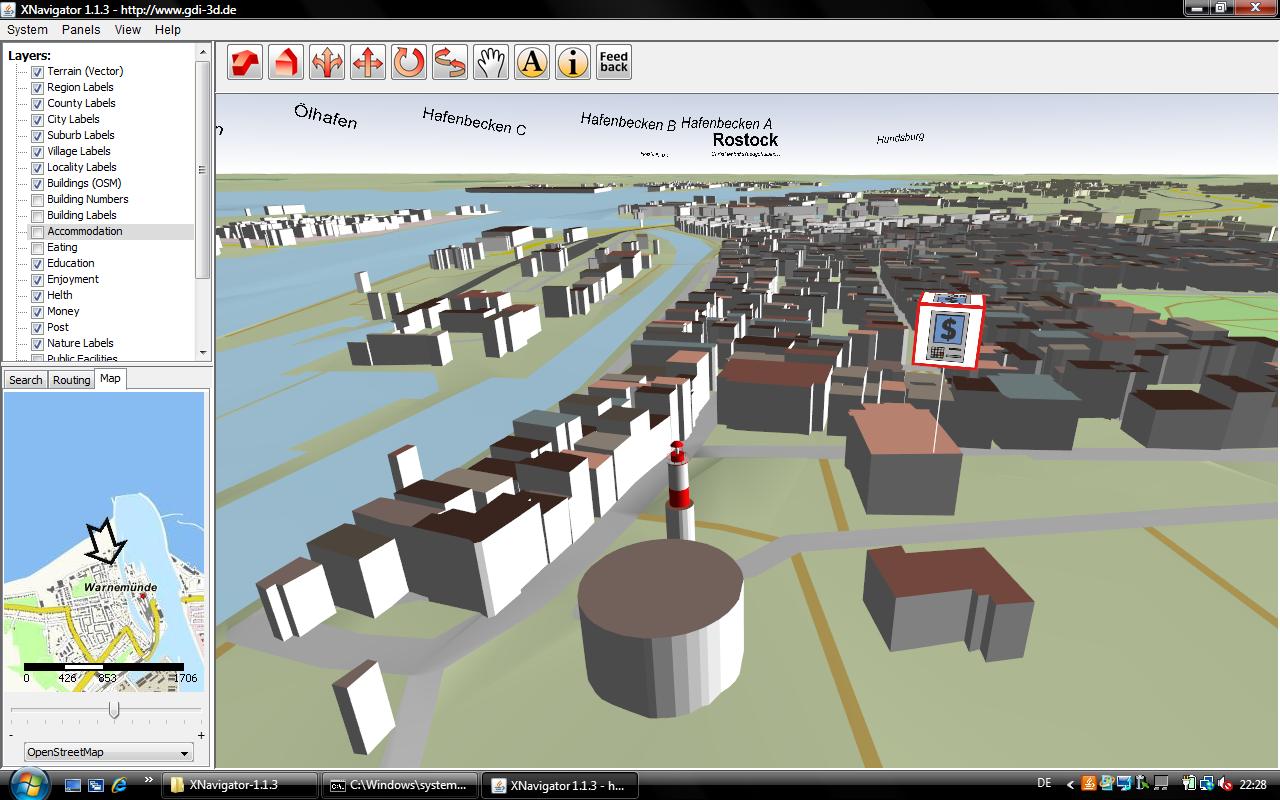 XNavigator 1.1.3 - http://www.gdi-3d.de
System Panels View Help
Layers:
Terrain (Vector)
Region Labels
County Labels
City Labels
Suburb Labels
Village Labels
Locality Labels
Buildings (OSM)
Building Numbers
Building Labels
Accommodation
Eating
Education
Enjoyment
Helth
Money
Post
Nature Labels
Public Facilities
A
i
Feed
back
Ölhafen
Hafenbecken C
Hafenbecken B
Hafenbecken A
Rostock
Hundsburg
$
Search Routing Map
Warnemünde
0 426 853 1706
- +
OpenStreetMap
XNavigator-1.1.3
C:\Windows\system...
XNavigator 1.1.3 - h...
DE
22:28